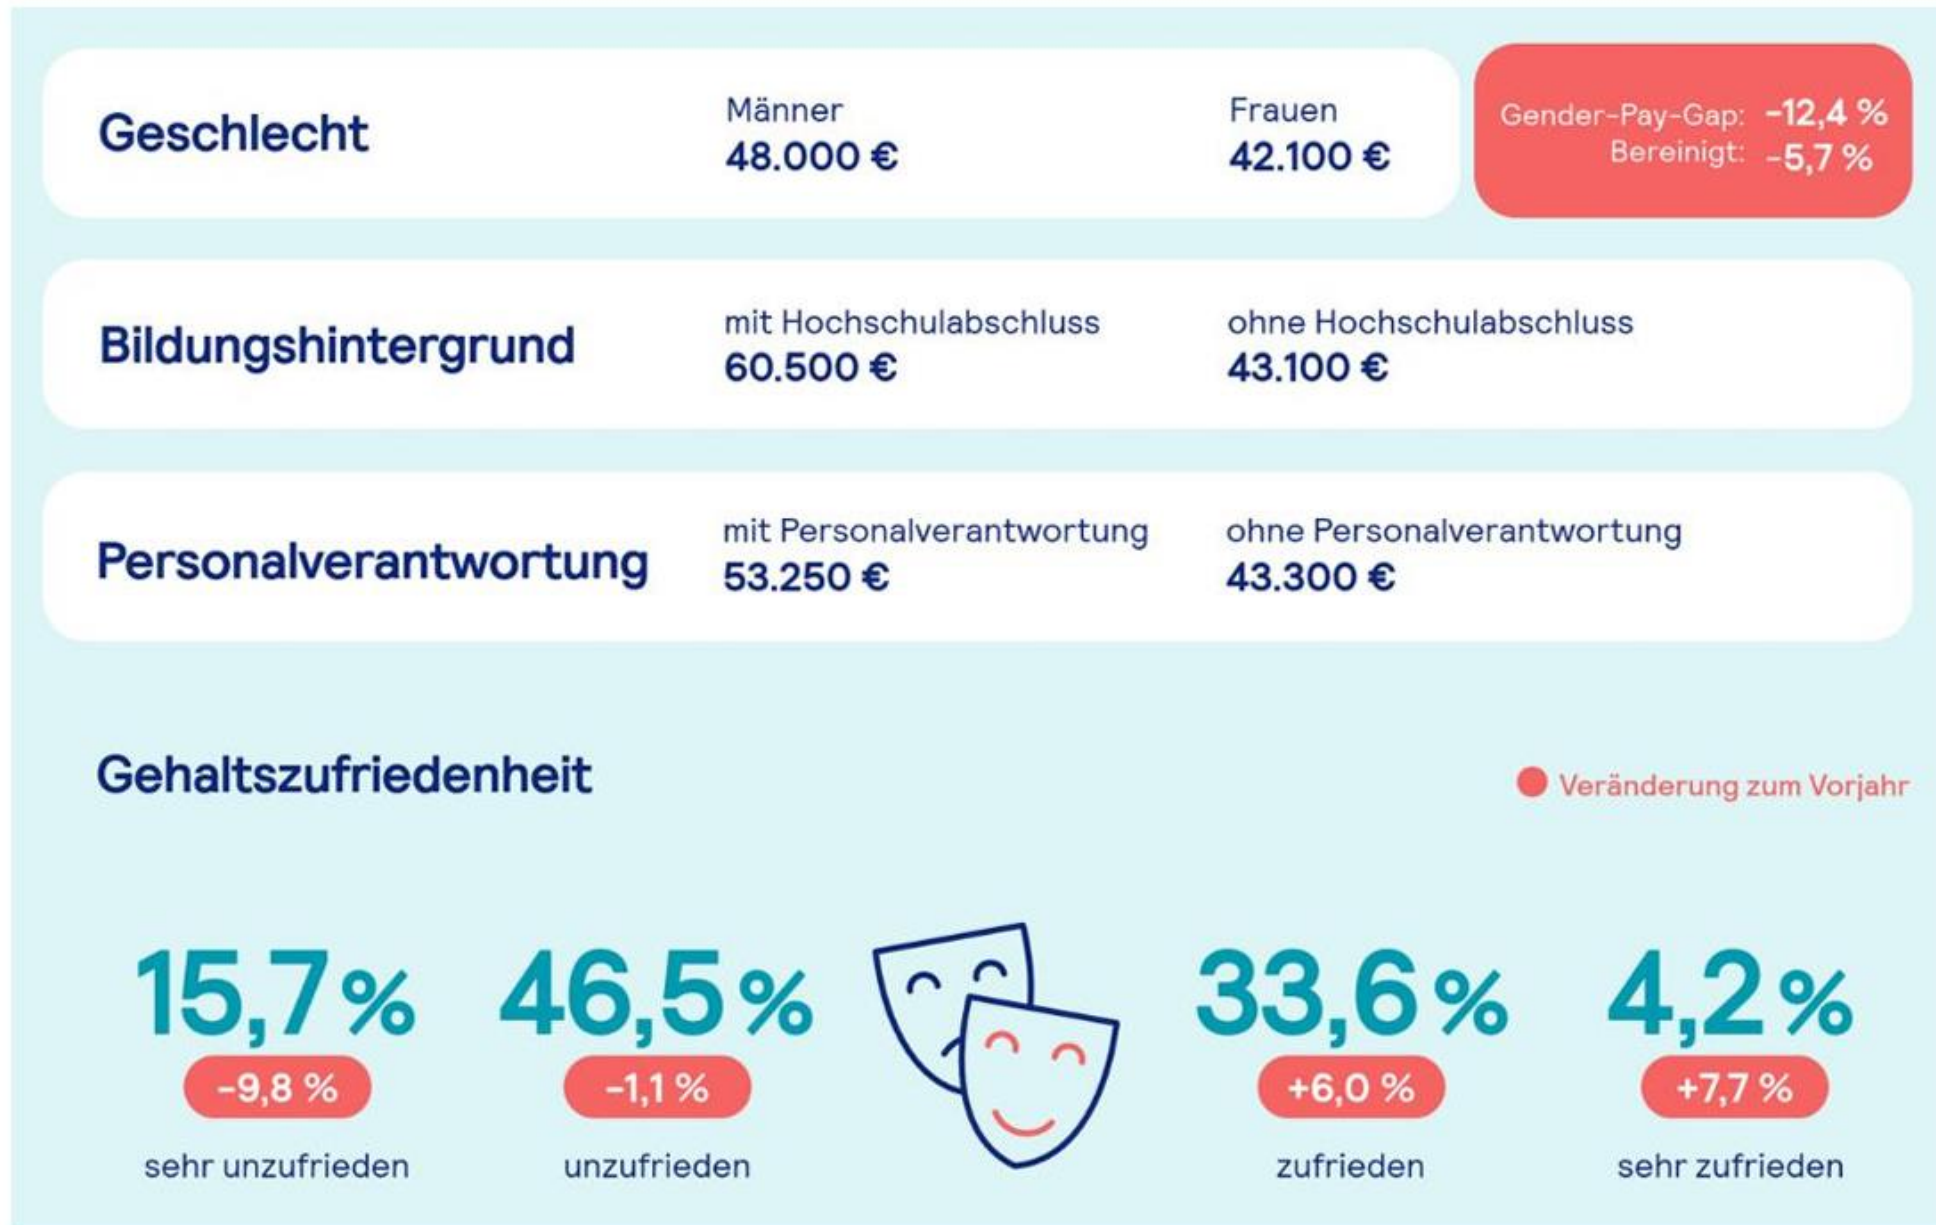 Geschlecht
Männer
48.000 €
Frauen
42.100 €
Gender-Pay-Gap: -12,4 %
Bereinigt: -5,7 %
Bildungshintergrund
mit Hochschulabschluss
60.500 €
ohne Hochschulabschluss
43.100 €
Personalverantwortung
mit Personalverantwortung
53.250 €
ohne Personalverantwortung
43.300 €
Gehaltszufriedenheit
Veränderung zum Vorjahr
15,7 %
-9,8 %
sehr unzufrieden
46,5 %
-1,1 %
unzufrieden
33,6 %
+6,0 %
zufrieden
4,2 %
+7,7 %
sehr zufrieden